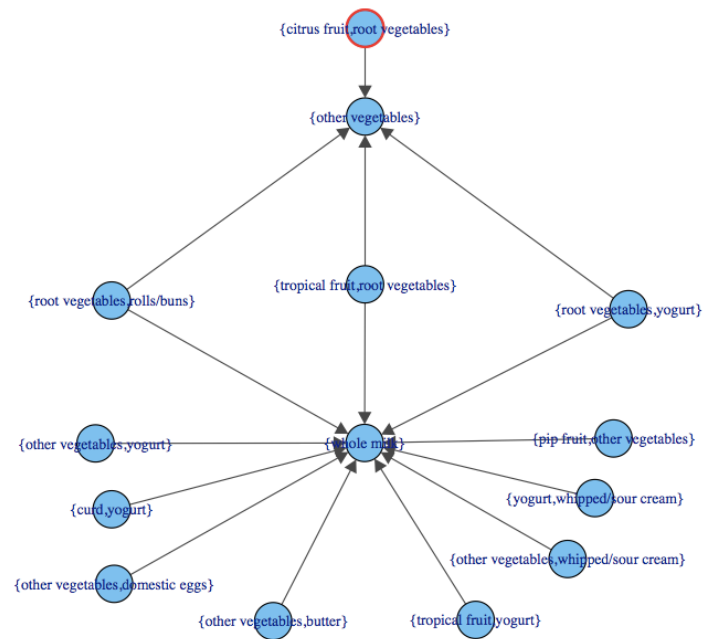 {citrus fruit,root vegetables}
{other vegetables}
{root vegetables,rolls/buns}
{tropical fruit,root vegetables}
{root vegetables,yogurt}
{other vegetables,yogurt}
{whole milk}
{pip fruit,other vegetables}
{curd,yogurt}
{yogurt,whipped/sour cream}
{other vegetables,domestic eggs}
{other vegetables,whipped/sour cream}
{other vegetables,butter}
{tropical fruit,yogurt}